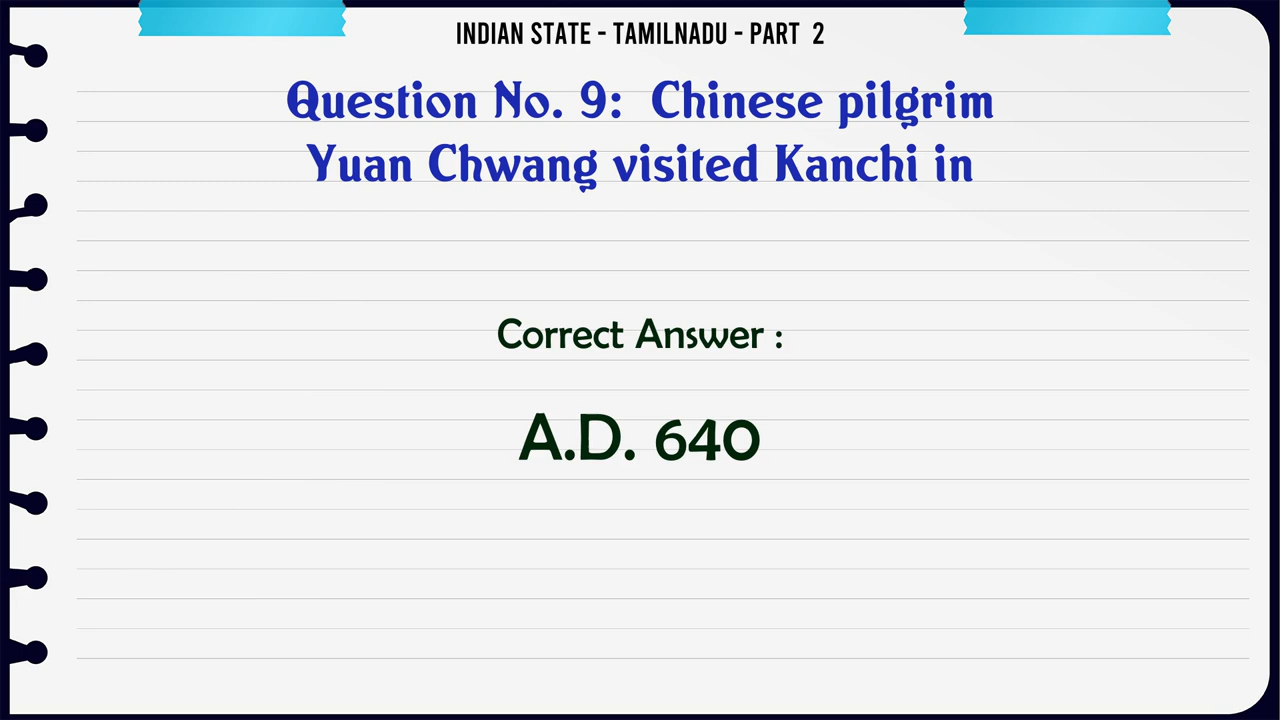 INDIAN STATE - TAMILNADU - PART 2
Question No. 9: Chinese pilgrim
Yuan Chwang visited Kanchi in
Correct Answer :
A.D. 640